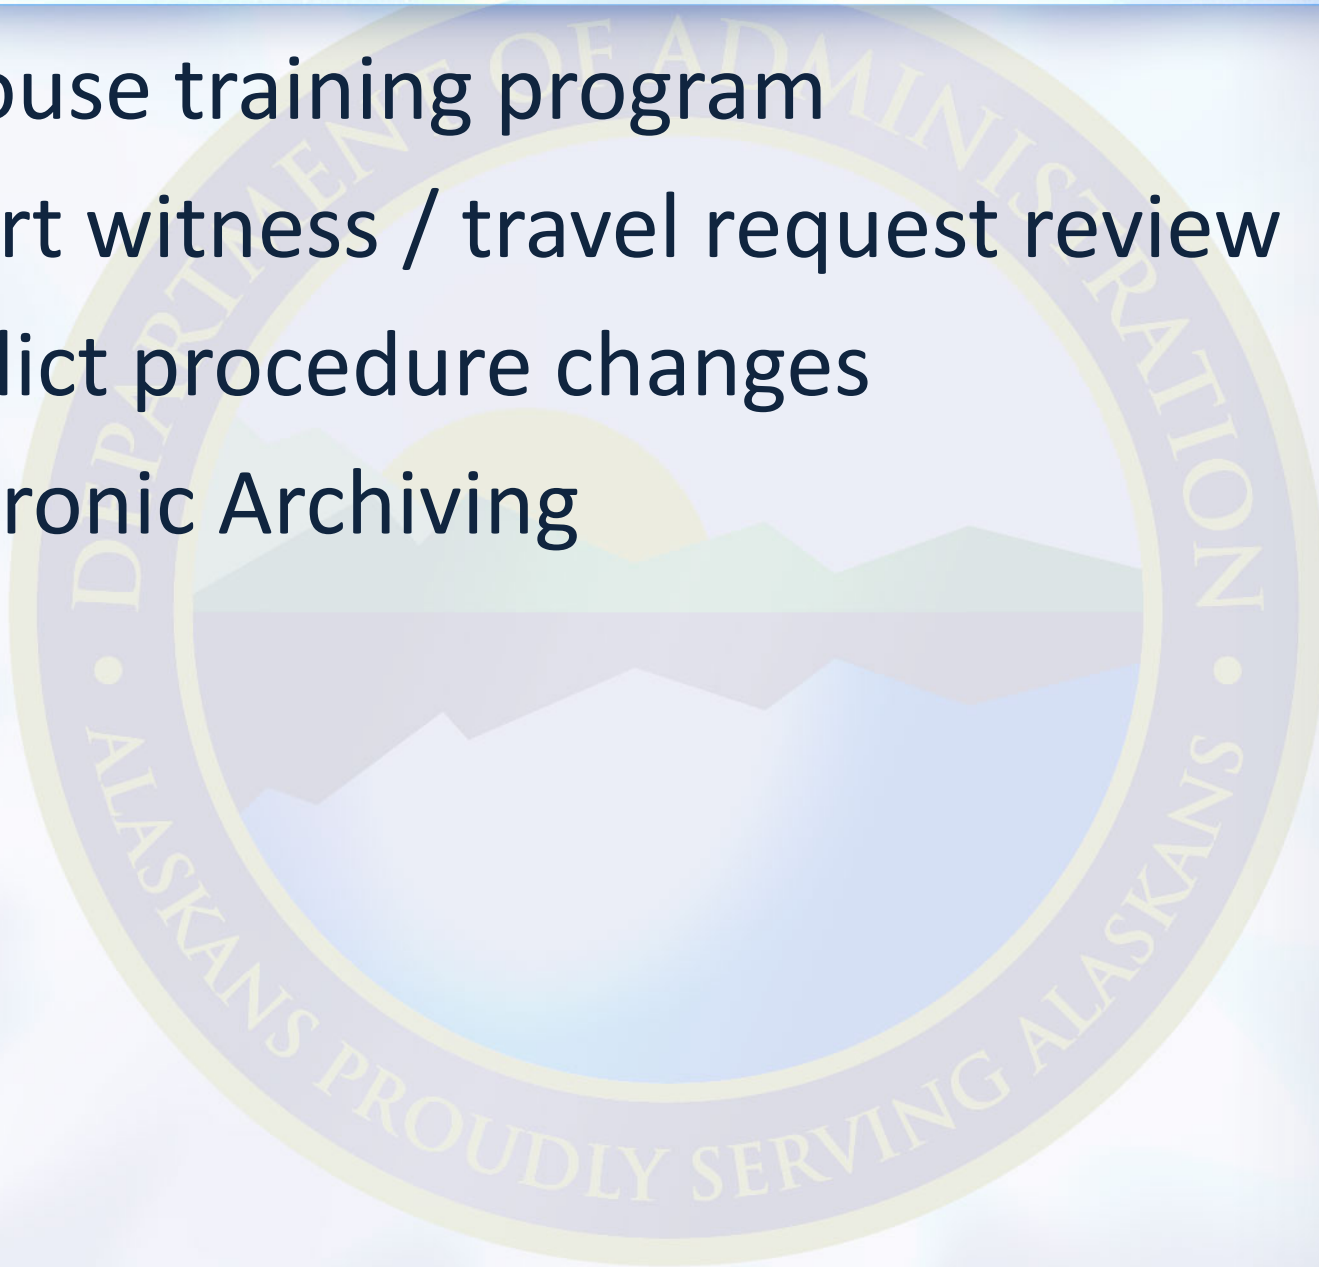 ouse training program
rt witness / travel request review
lict procedure changes
ronic Archiving
DEPARTMENT OF ADMINISTRATION
ALASKANS PROUDLY SERVING ALASKANS